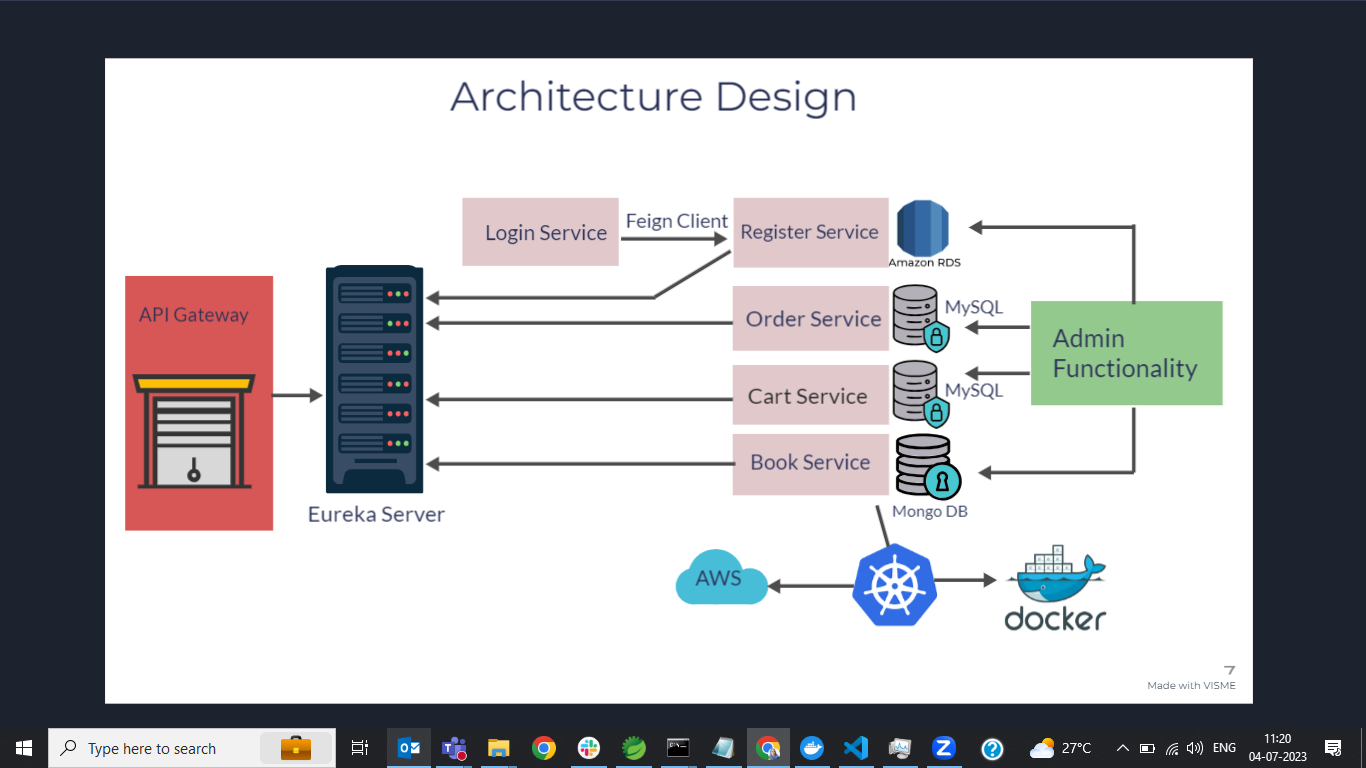 Architecture Design
Login Service
Feign Client
Register Service
Amazon RDS
API Gateway
Order Service
MySQL
Admin
Functionality
Cart Service
MySQL
Book Service
Mongo DB
Eureka Server
AWS
docker
7
Made with VISME
Type here to search
27°C
ENG
11:20
04-07-2023